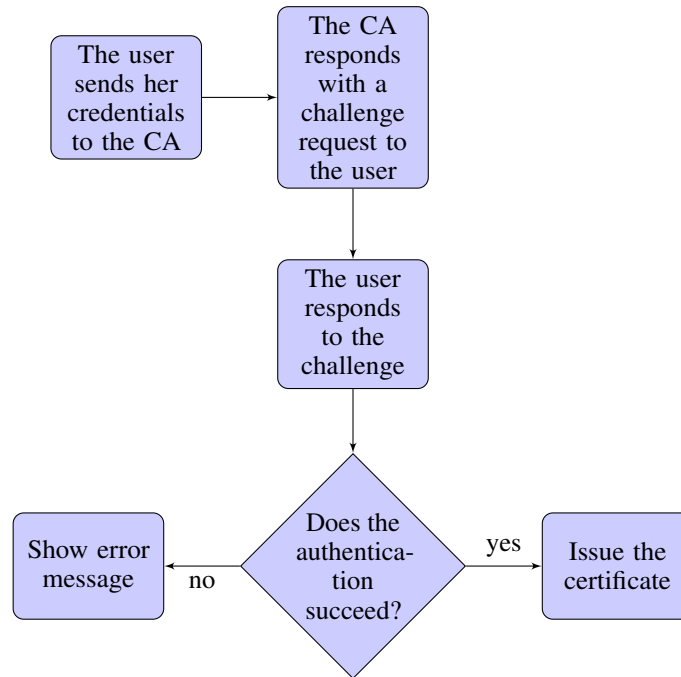 The user
sends her
credentials
to the CA
The CA
responds
with a
challenge
request to
the user
The user
responds
to the
challenge
Does the
authentica-
tion
succeed?
no
Show error
message
yes
Issue the
certificate